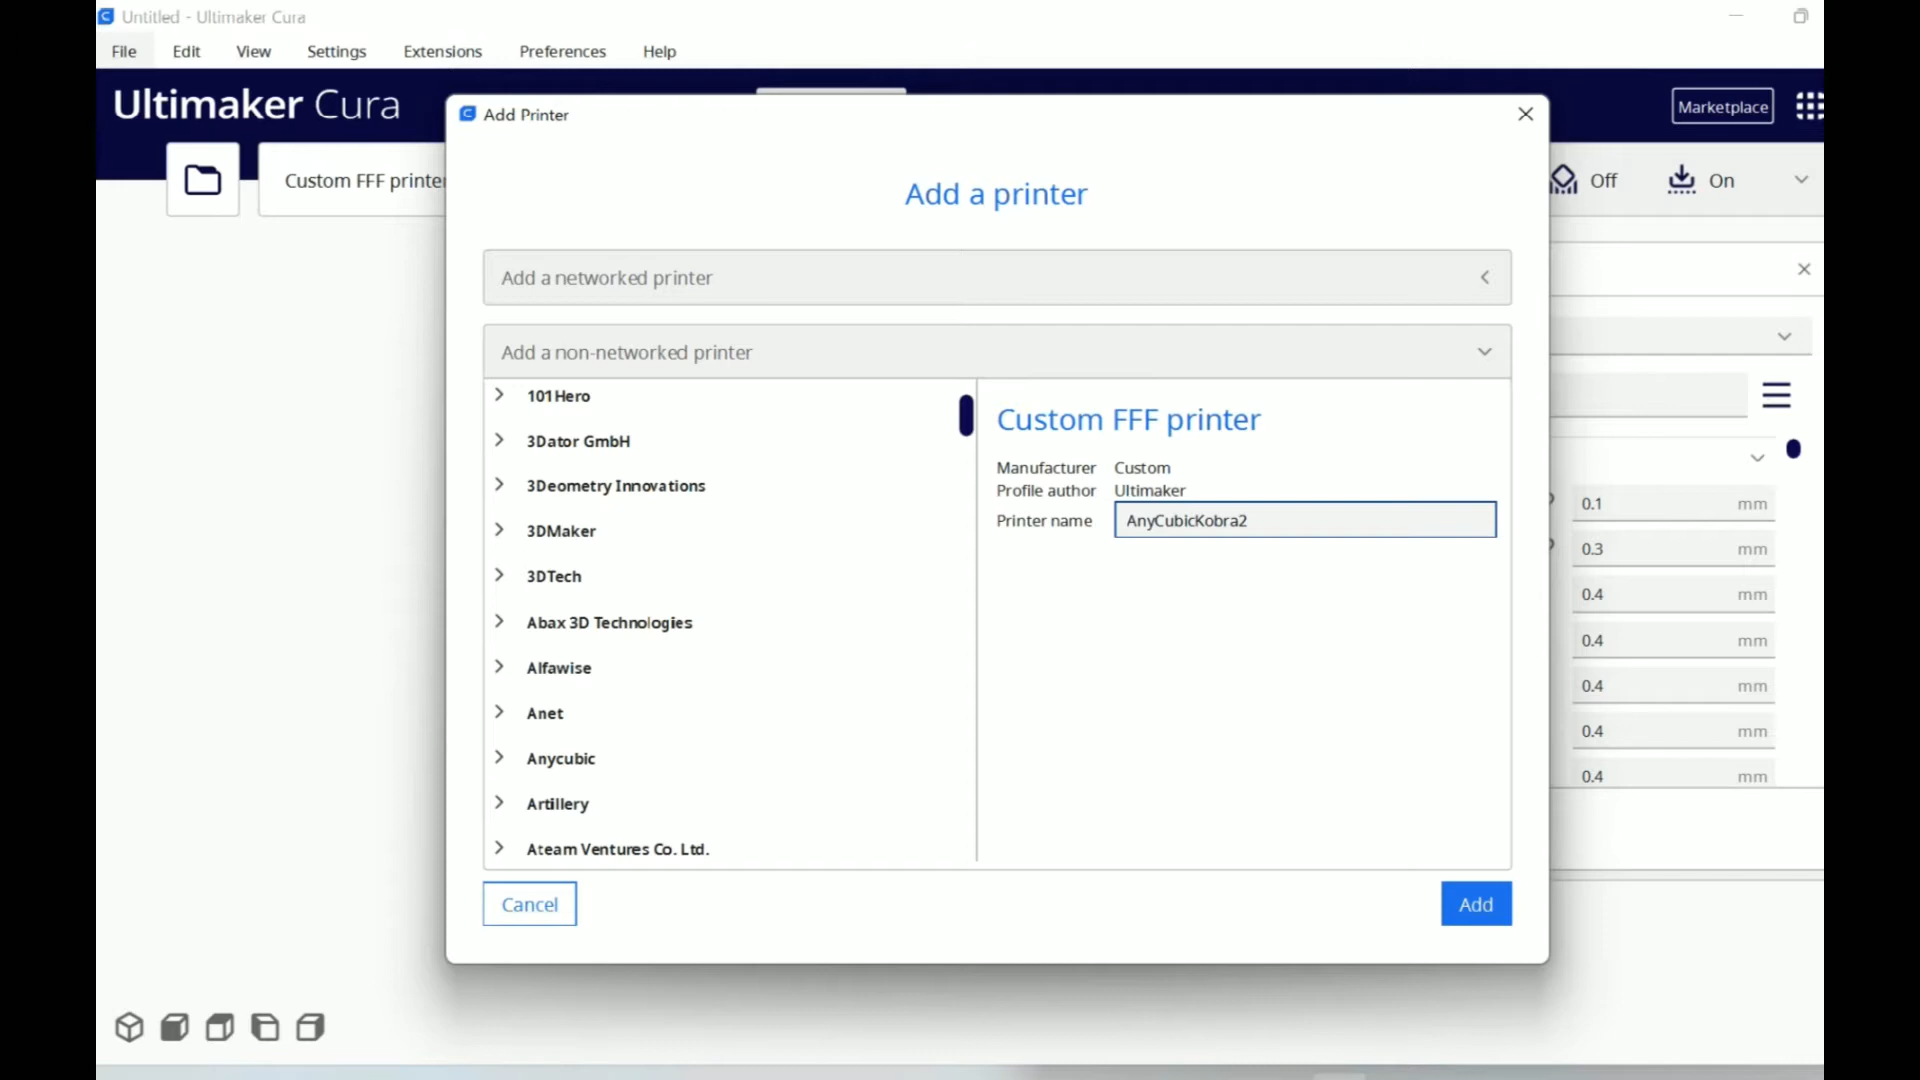 Untitled - Ultimaker Cura
File Edit View Settings Extensions Preferences Help
Ultimaker Cura
Marketplace
Custom FFF printer
Off
On
Add Printer
Add a printer
Add a networked printer
Add a non-networked printer
101Hero
3Dator GmbH
3Deometry Innovations
3DMaker
3DTech
Abax 3D Technologies
Alfawise
Anet
Anycubic
Artillery
Ateam Ventures Co. Ltd.
Custom FFF printer
Manufacturer Custom
Profile author Ultimaker
Printer name AnyCubicKobra2
Cancel
Add
0.1 mm
0.3 mm
0.4 mm
0.4 mm
0.4 mm
0.4 mm
0.4 mm